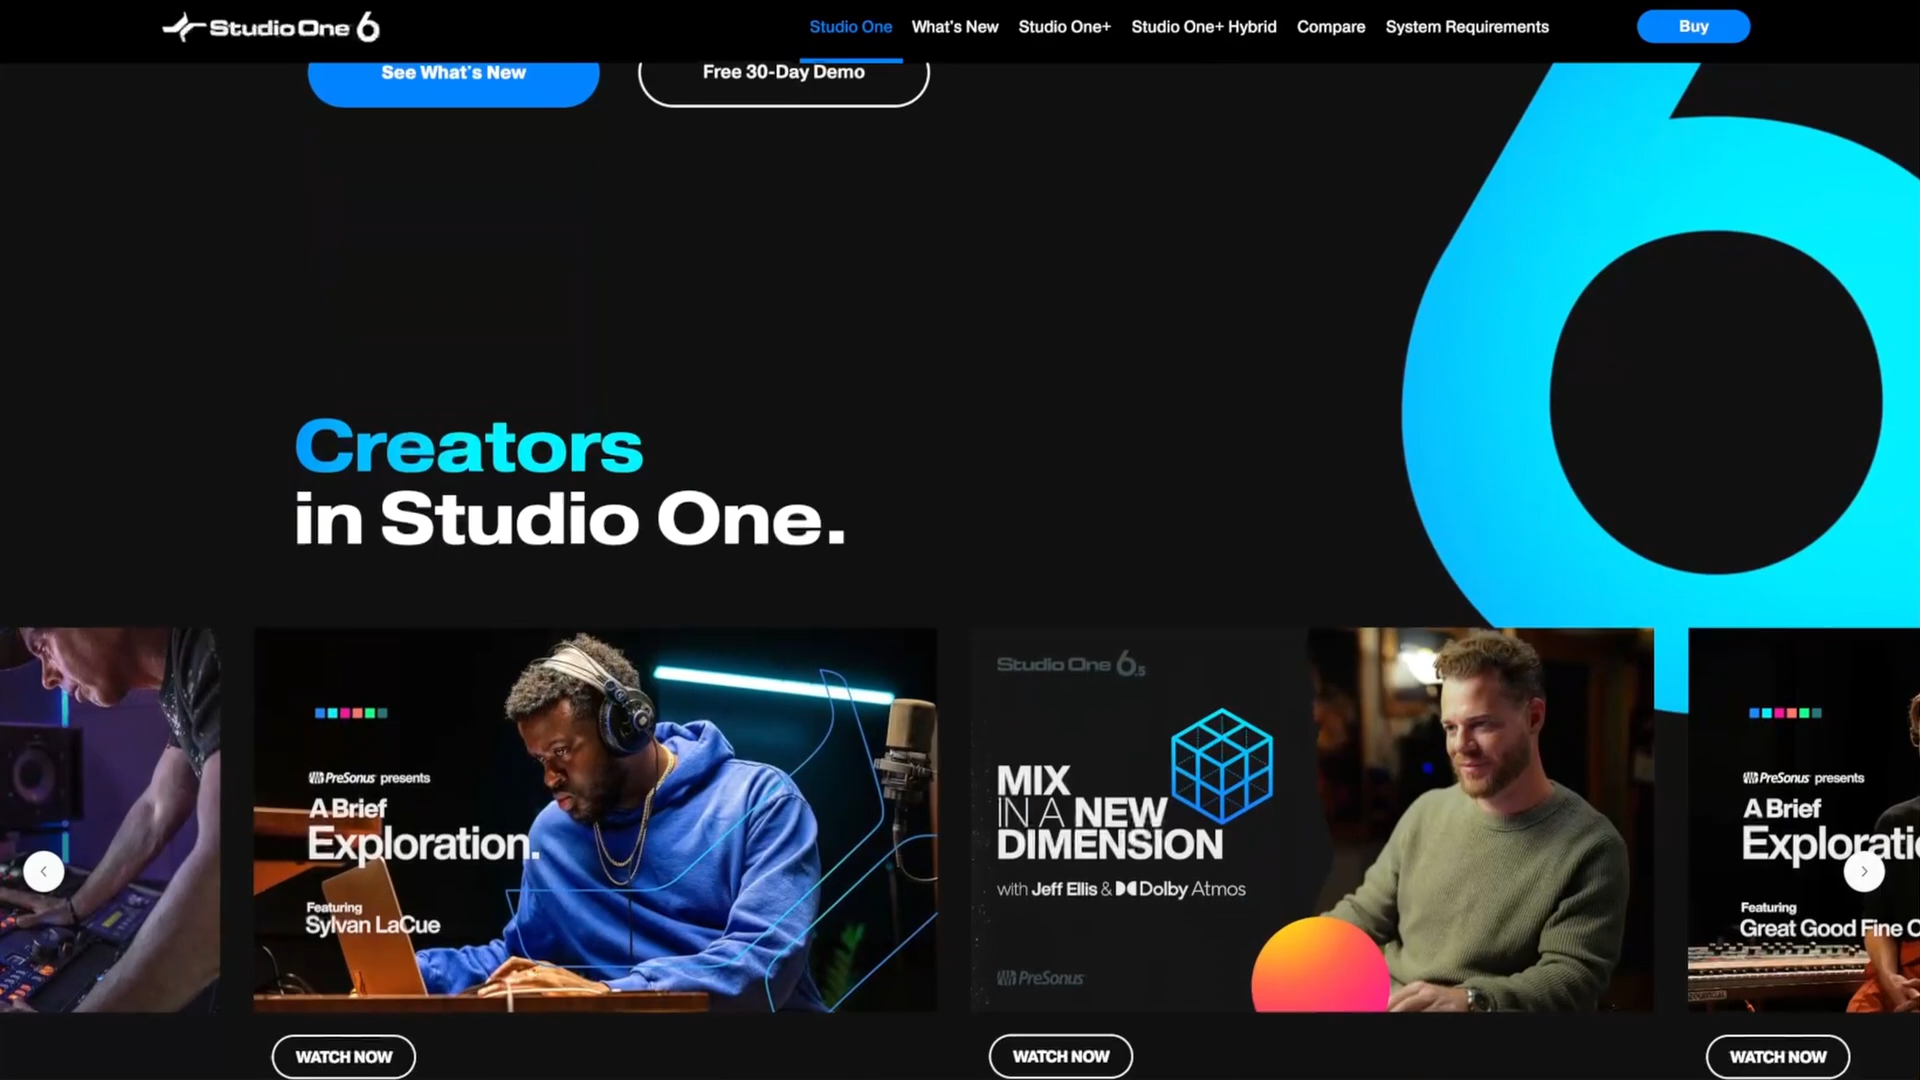 Studio One 6
Studio One
What's New
Studio One+
Studio One+ Hybrid
Compare
System Requirements
Buy
See What's New
Free 30-Day Demo
Creators
in Studio One.
PreSonus presents
A Brief
Exploration.
Featuring
Sylvan LaCue
WATCH NOW
Studio One 6.5
MIX
IN A NEW
DIMENSION
with Jeff Ellis & Dolby Atmos
PreSonus
WATCH NOW
PreSonus presents
A Brief
Featuring
Great Good Fine
WATCH NOW